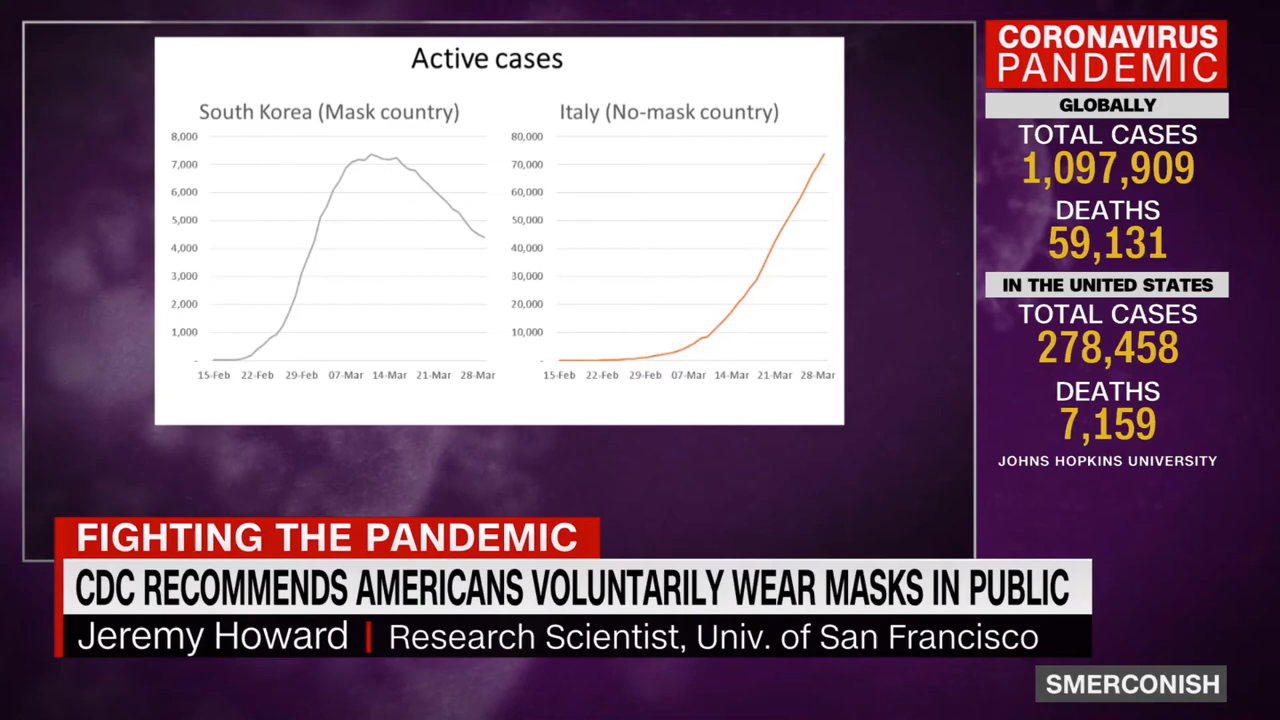 Active cases
South Korea (Mask country)
8,000
7,000
6,000
5,000
4,000
3,000
2,000
1,000
-
15-Feb 22-Feb 29-Feb 07-Mar 14-Mar 21-Mar 28-Mar
Italy (No-mask country)
80,000
70,000
60,000
50,000
40,000
30,000
20,000
10,000
-
15-Feb 22-Feb 29-Feb 07-Mar 14-Mar 21-Mar 28-Mar
CORONAVIRUS
PANDEMIC
GLOBALLY
TOTAL CASES
1,097,909
DEATHS
59,131
IN THE UNITED STATES
TOTAL CASES
278,458
DEATHS
7,159
JOHNS HOPKINS UNIVERSITY
FIGHTING THE PANDEMIC
CDC RECOMMENDS AMERICANS VOLUNTARILY WEAR MASKS IN PUBLIC
Jeremy Howard | Research Scientist, Univ. of San Francisco
SMERCONISH